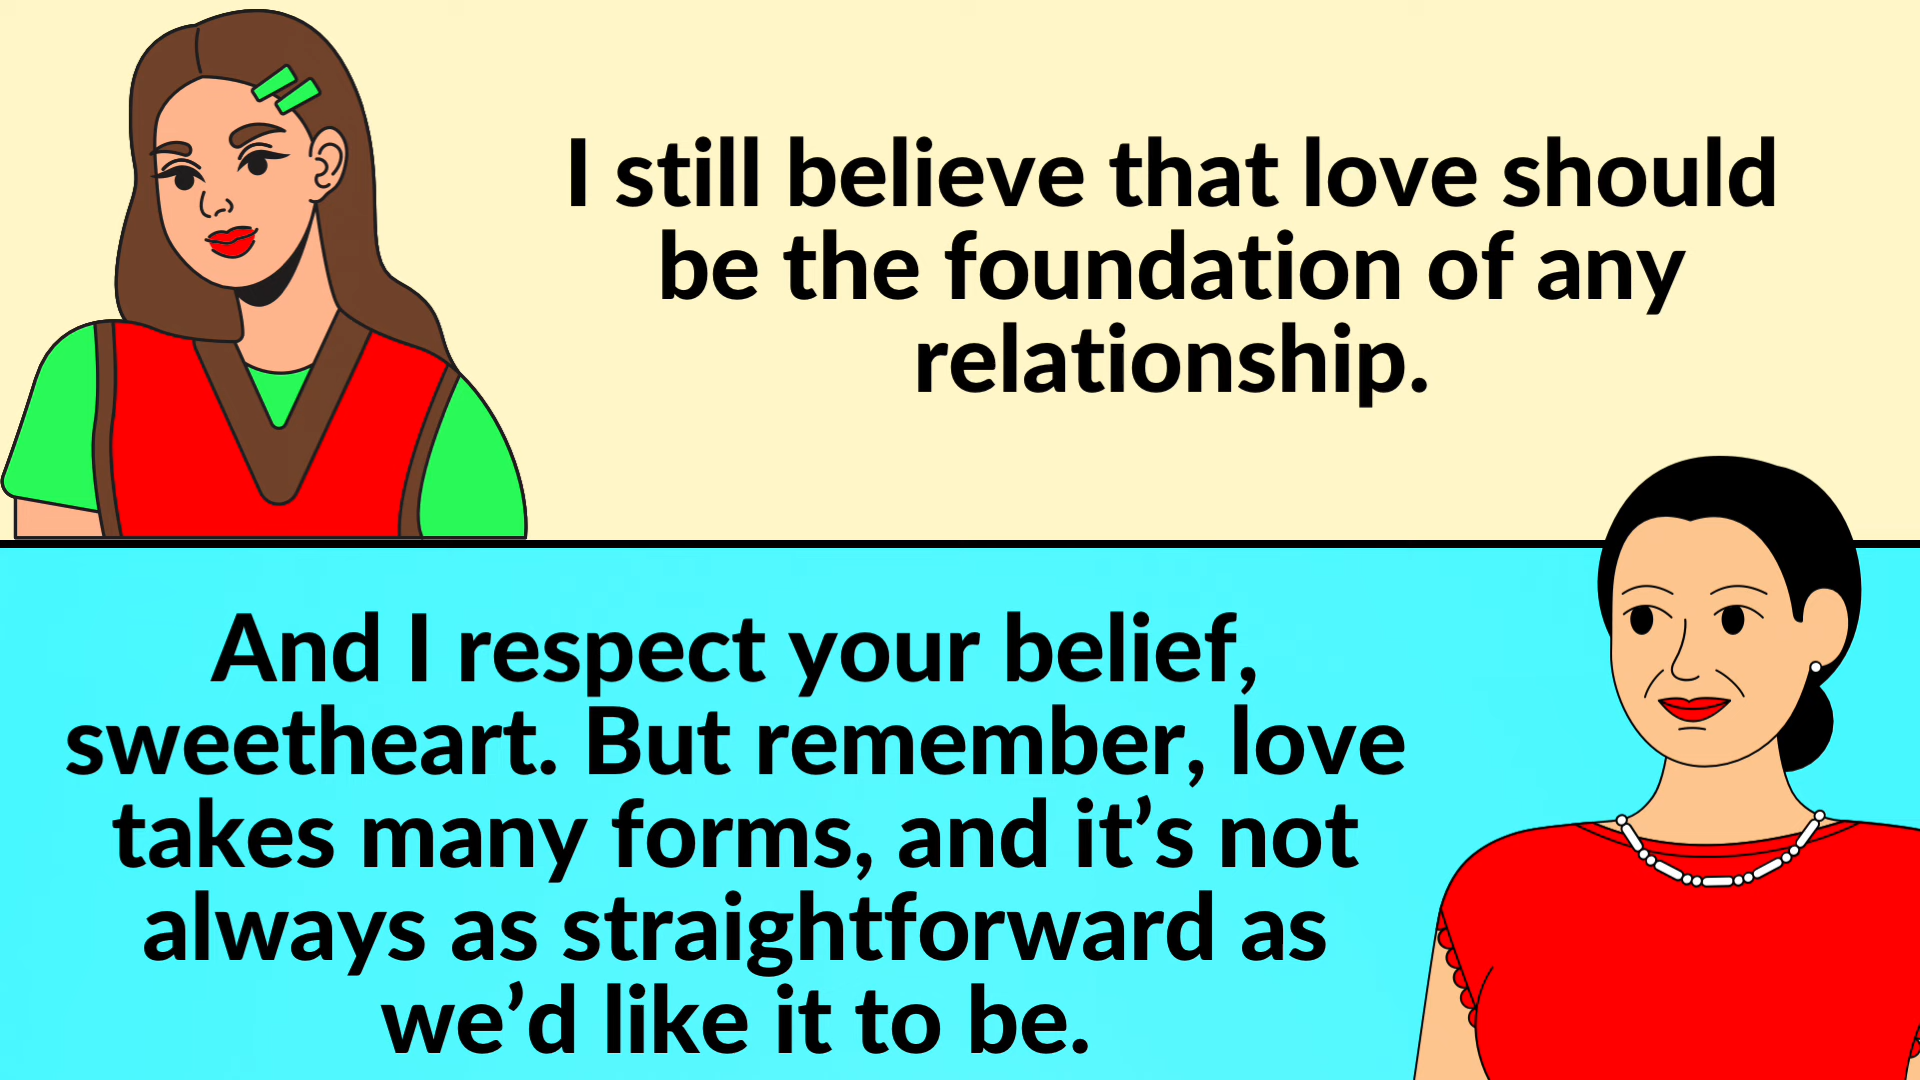 I still believe that love should
be the foundation of any
relationship.
And I respect your belief,
sweetheart. But remember, love
takes many forms, and it’s not
always as straightforward as
we’d like it to be.